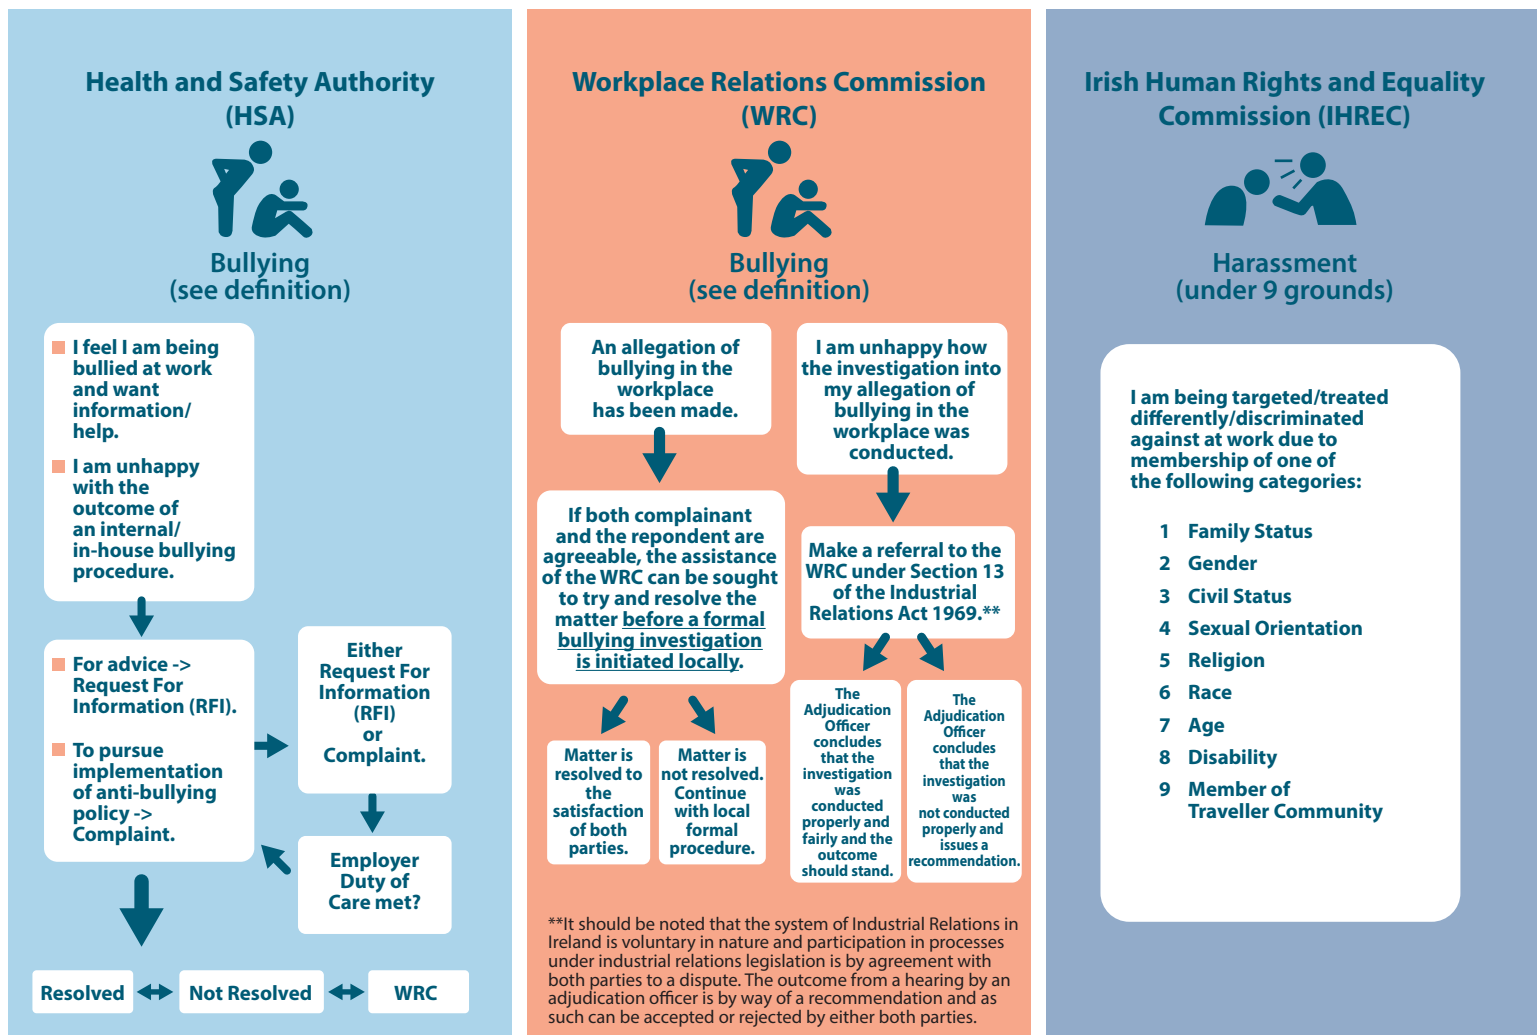 Health and Safety Authority
(HSA)
Bullying
(see definition)
I feel I am being
bullied at work
and want
information/
help.
I am unhappy
with the
outcome of
an internal/
in-house bullying
procedure.
For advice ->
Request For
Information (RFI).
To pursue
implementation
of anti-bullying
policy ->
Complaint.
Either
Request For
Information
(RFI)
or
Complaint.
Employer
Duty of
Care met?
Resolved
Not Resolved
WRC
Workplace Relations Commission
(WRC)
Bullying
(see definition)
An allegation of
bullying in the
workplace
has been made.
If both complainant
and the repondent are
agreeable, the assistance
of the WRC can be sought
to try and resolve the
matter before a formal
bullying investigation
is initiated locally.
Matter is
resolved to
the
satisfaction
of both
parties.
Matter is
not resolved.
Continue
with local
formal
procedure.
I am unhappy how
the investigation into
my allegation of
bullying in the
workplace was
conducted.
Make a referral to the
WRC under Section 13
of the Industrial
Relations Act 1969.**
The
Adjudication
Officer
concludes
that the
investigation
was
conducted
properly and
fairly and the
outcome
should stand.
The
Adjudication
Officer
concludes
that the
investigation
was
not conducted
properly and
issues a
recommendation.
**It should be noted that the system of Industrial Relations in
Ireland is voluntary in nature and participation in processes
under industrial relations legislation is by agreement with
both parties to a dispute. The outcome from a hearing by an
adjudication officer is by way of a recommendation and as
such can be accepted or rejected by either both parties.
Irish Human Rights and Equality
Commission (IHREC)
Harassment
(under 9 grounds)
I am being targeted/treated
differently/discriminated
against at work due to
membership of one of
the following categories:
1 Family Status
2 Gender
3 Civil Status
4 Sexual Orientation
5 Religion
6 Race
7 Age
8 Disability
9 Member of
Traveller Community